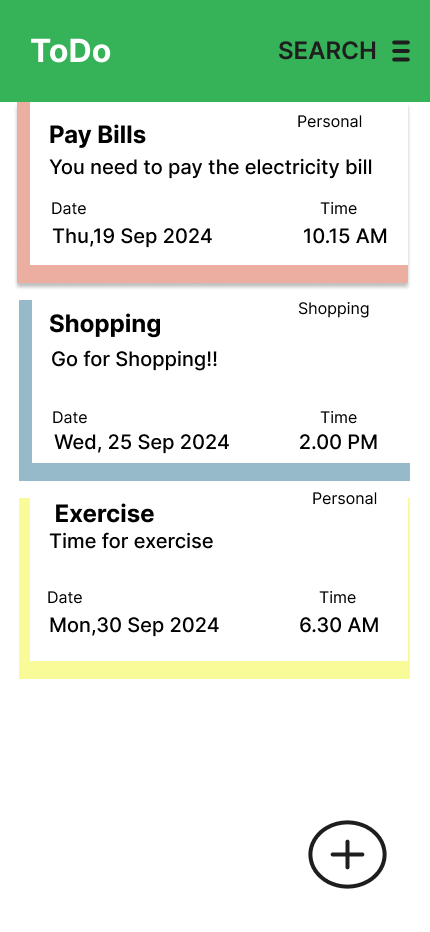 ToDo SEARCH
Personal
Pay Bills
You need to pay the electricity bill
Date Time
Thu,19 Sep 2024 10.15 AM
Shopping
Shopping
Go for Shopping!!
Date Time
Wed, 25 Sep 2024 2.00 PM
Personal
Exercise
Time for exercise
Date Time
Mon,30 Sep 2024 6.30 AM